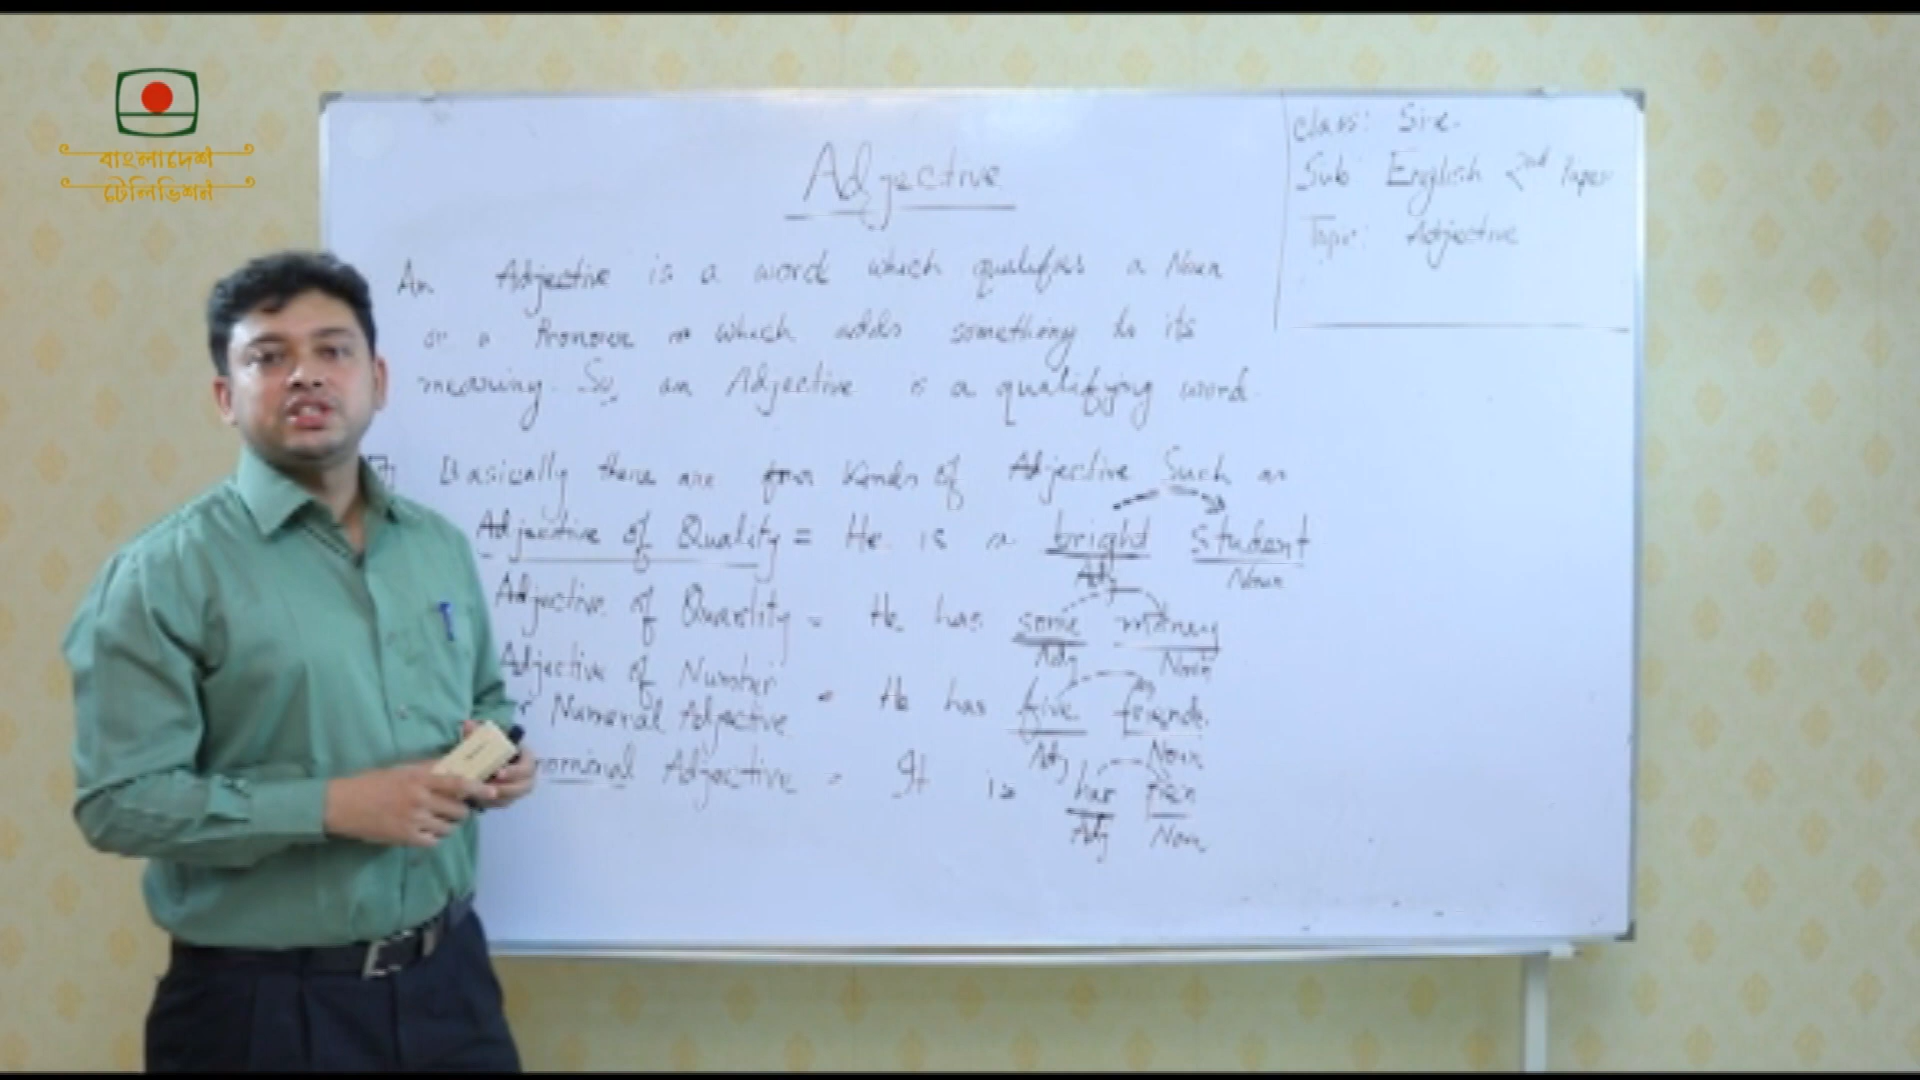 বাংলাদেশ
টেলিভিশন
Class: Six.
Sub English 2nd Paper
Topic: Adjective
Adjective
An Adjective is a word which qualifies a Noun
or a Pronoun or which adds something to its
meaning. So, an Adjective is a qualifying word.
Basically there are four kinds of Adjective Such as
Adjective of Quality = He is a bright student
Adj Noun
Adjective of Quantity = He has some money
Adj Noun
Adjective of Number = He has five friends.
Numeral Adjective
Adj Noun
nominal Adjective = It is her pen
Adj Noun